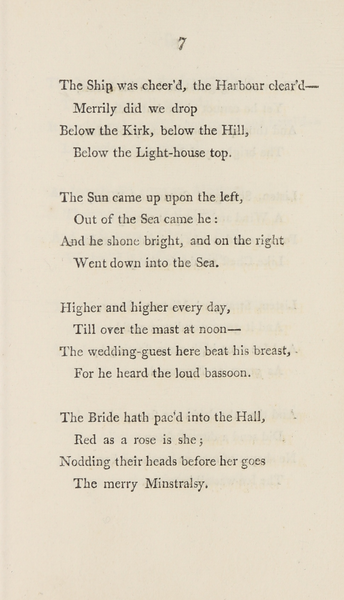 7
The Ship was cheer'd, the Harbour clear'd—
Merrily did we drop
Below the Kirk, below the Hill,
Below the Light-house top.
The Sun came up upon the left,
Out of the Sea came he:
And he shone bright, and on the right
Went down into the Sea.
Higher and higher every day,
Till over the mast at noon—
The wedding-guest here beat his breast,
For he heard the loud bassoon.
The Bride hath pac'd into the Hall,
Red as a rose is she;
Nodding their heads before her goes
The merry Minstralsy.